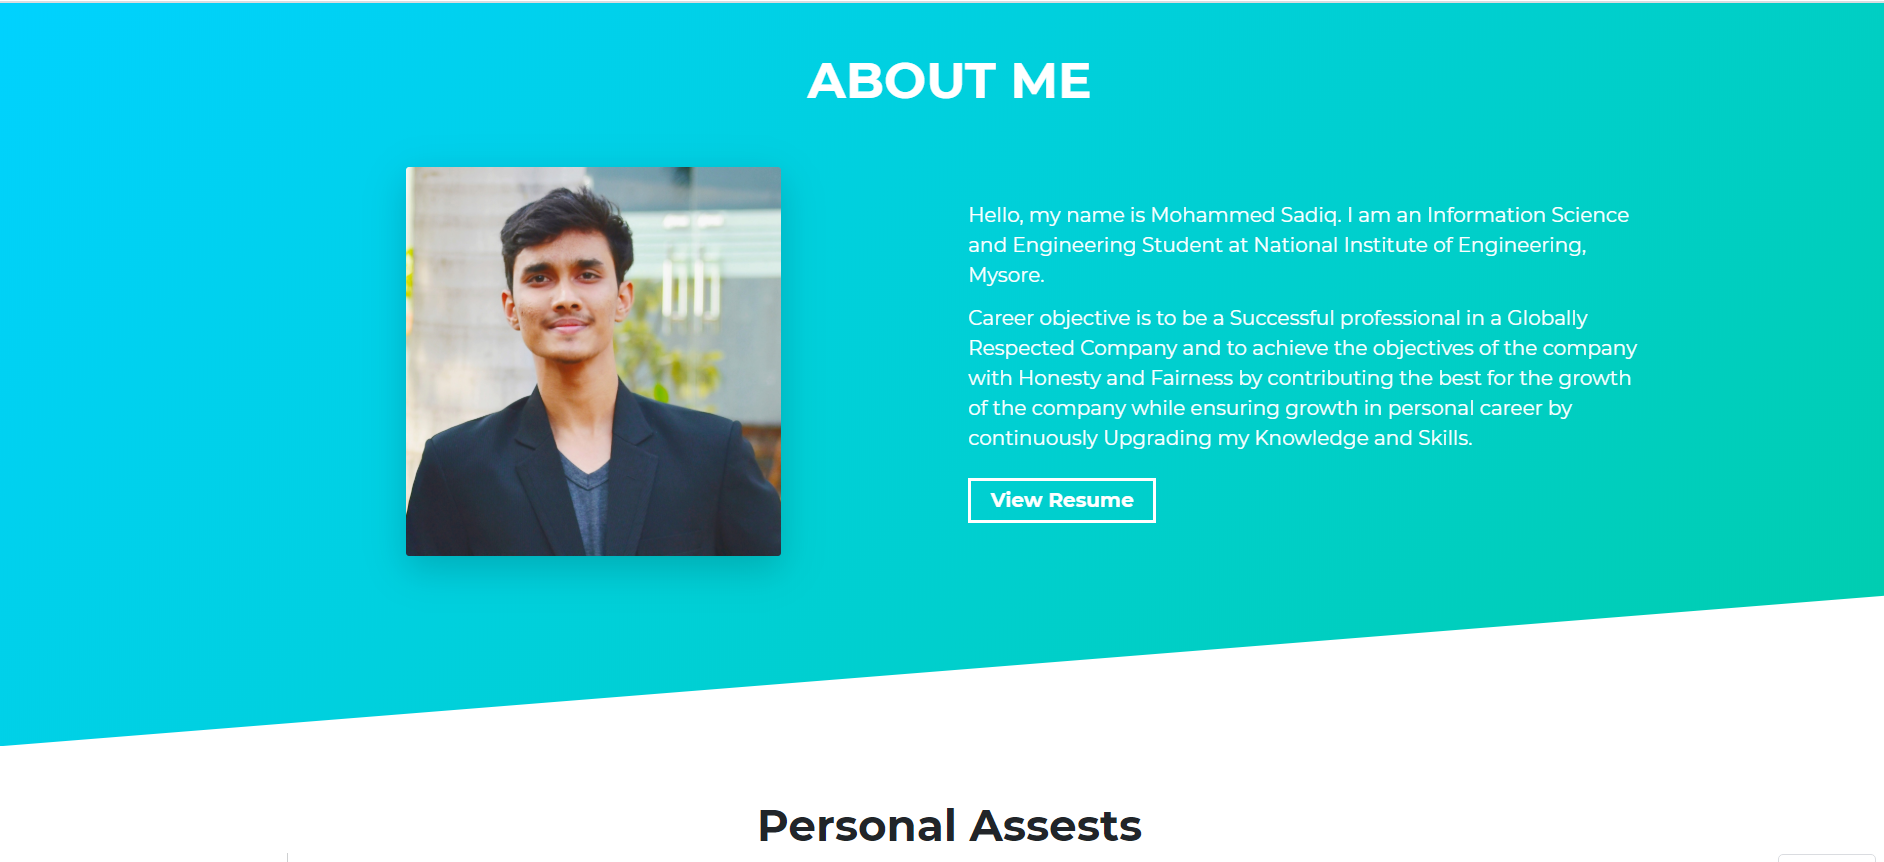 ABOUT ME
Hello, my name is Mohammed Sadiq. I am an Information Science
and Engineering Student at National Institute of Engineering,
Mysore.
Career objective is to be a Successful professional in a Globally
Respected Company and to achieve the objectives of the company
with Honesty and Fairness by contributing the best for the growth
of the company while ensuring growth in personal career by
continuously Upgrading my Knowledge and Skills.
View Resume
Personal Assests